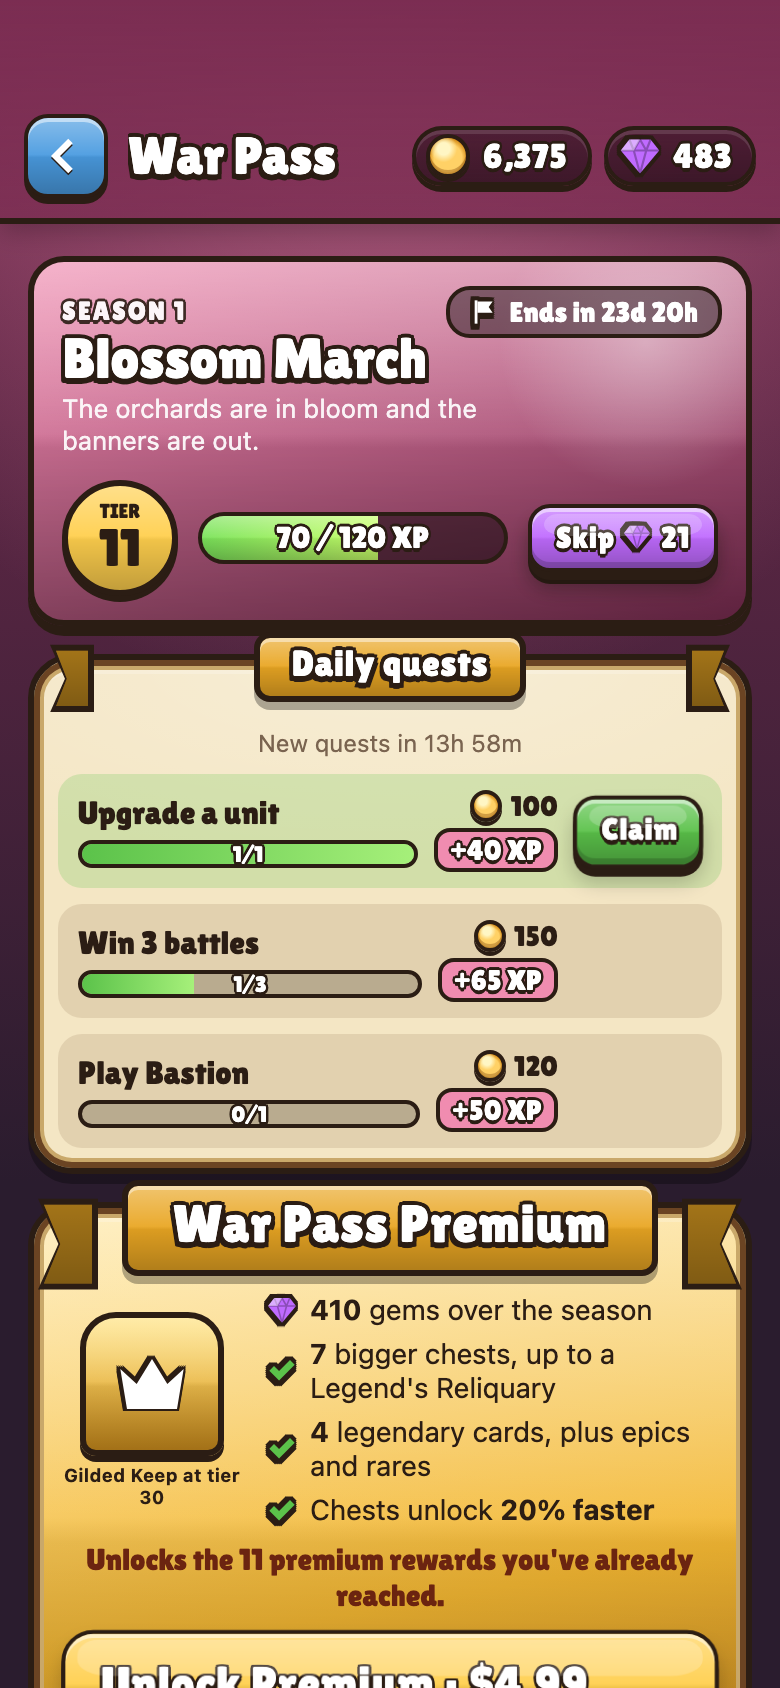 War Pass
6,375
483
SEASON 1
Ends in 23d 20h
Blossom March
The orchards are in bloom and the
banners are out.
TIER
11
70 / 120 XP
Skip 21
Daily quests
New quests in 13h 58m
Upgrade a unit
100
1/1
+40 XP
Claim
Win 3 battles
150
1/3
+65 XP
Play Bastion
120
0/1
+50 XP
War Pass Premium
410 gems over the season
7 bigger chests, up to a
Legend's Reliquary
4 legendary cards, plus epics
and rares
Chests unlock 20% faster
Gilded Keep at tier
30
Unlocks the 11 premium rewards you've already
reached.
Unlock Premium · $4.99